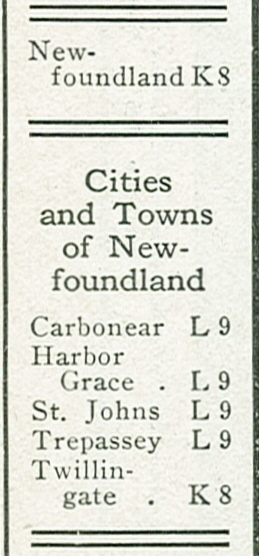 New-
foundland K 8
Cities
and Towns
of New-
foundland
Carbonear L 9
Harbor
Grace . L 9
St. Johns L 9
Trepassey L 9
Twillin-
gate . K 8